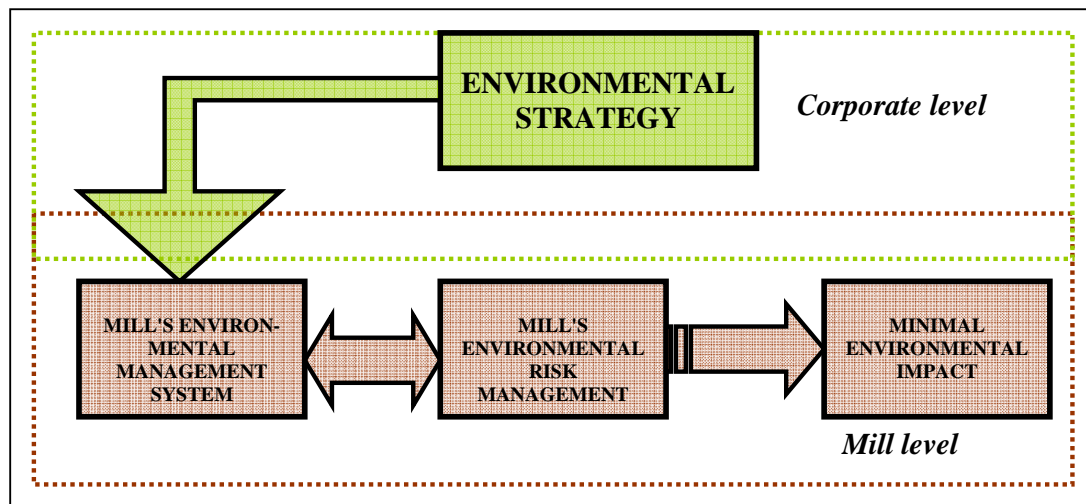 ENVIRONMENTAL
STRATEGY
Corporate level
MILL'S ENVIRON-
MENTAL
MANAGEMENT
SYSTEM
MILL'S
ENVIRONMENTAL
RISK
MANAGEMENT
MINIMAL
ENVIRONMENTAL
IMPACT
Mill level